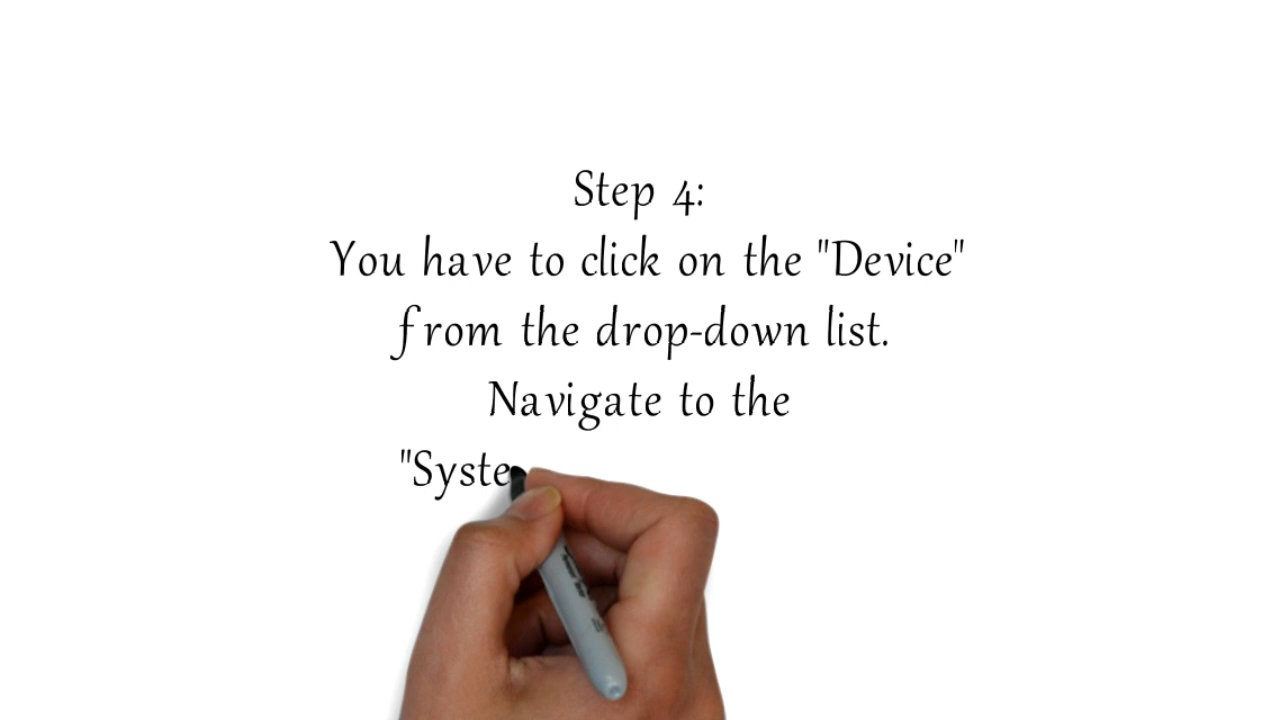 Step 4:
You have to click on the "Device"
from the drop-down list.
Navigate to the
"Syste